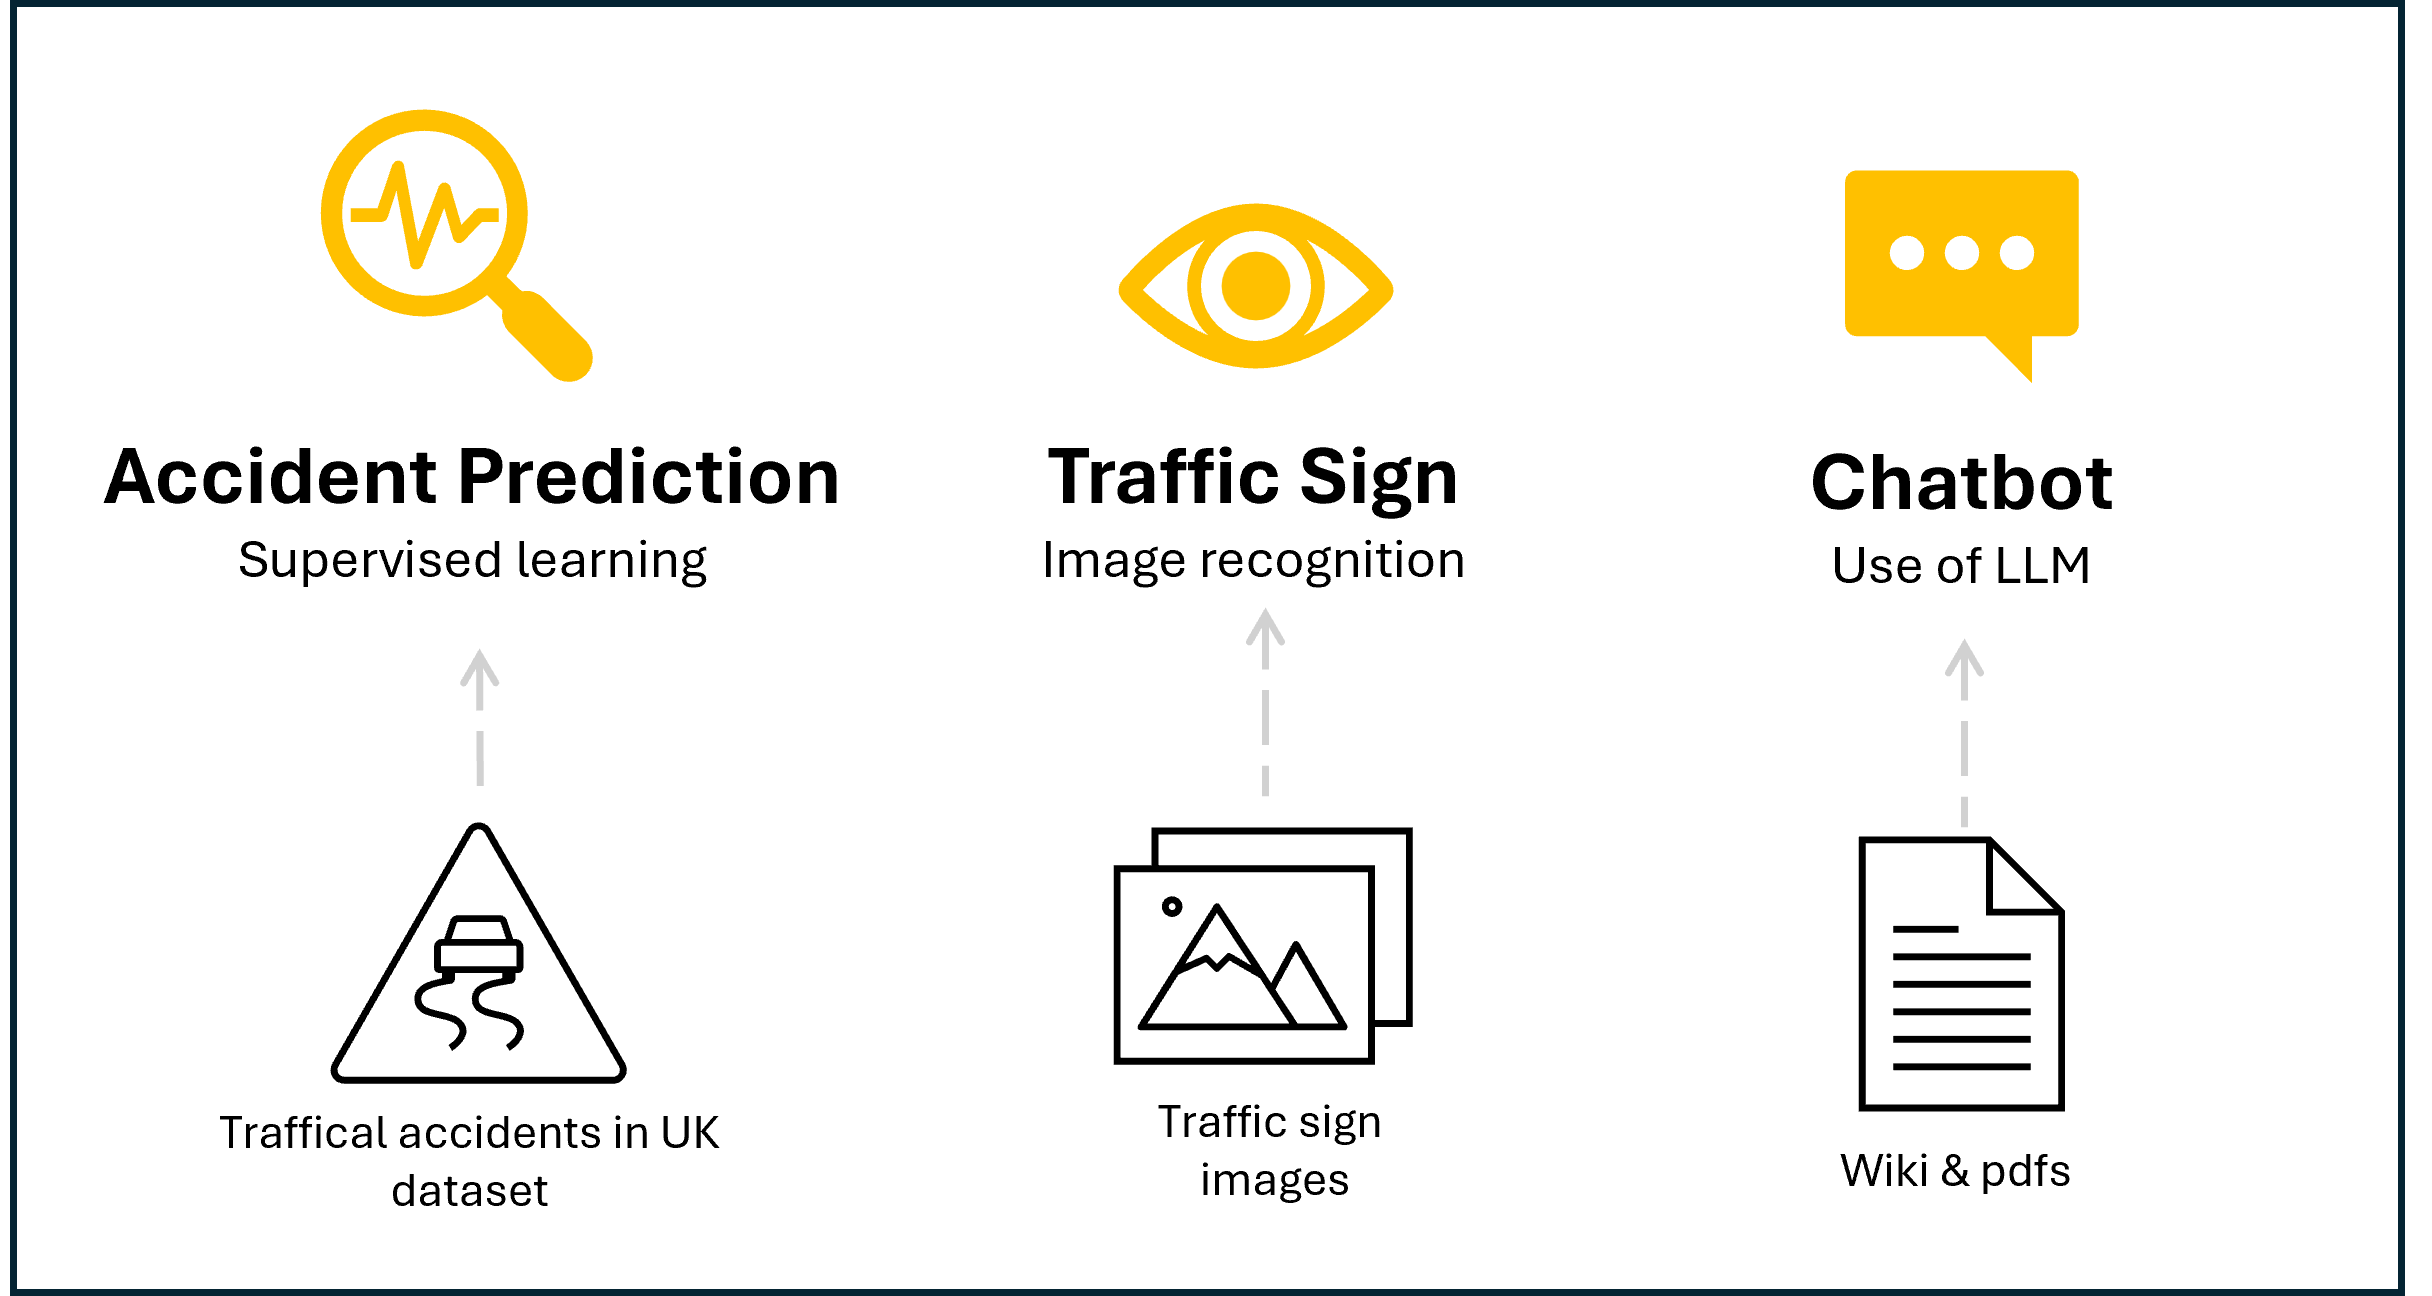 Accident Prediction
Supervised learning
Traffic Sign
Image recognition
Chatbot
Use of LLM
Traffical accidents in UK
dataset
Traffic sign
images
Wiki & pdfs